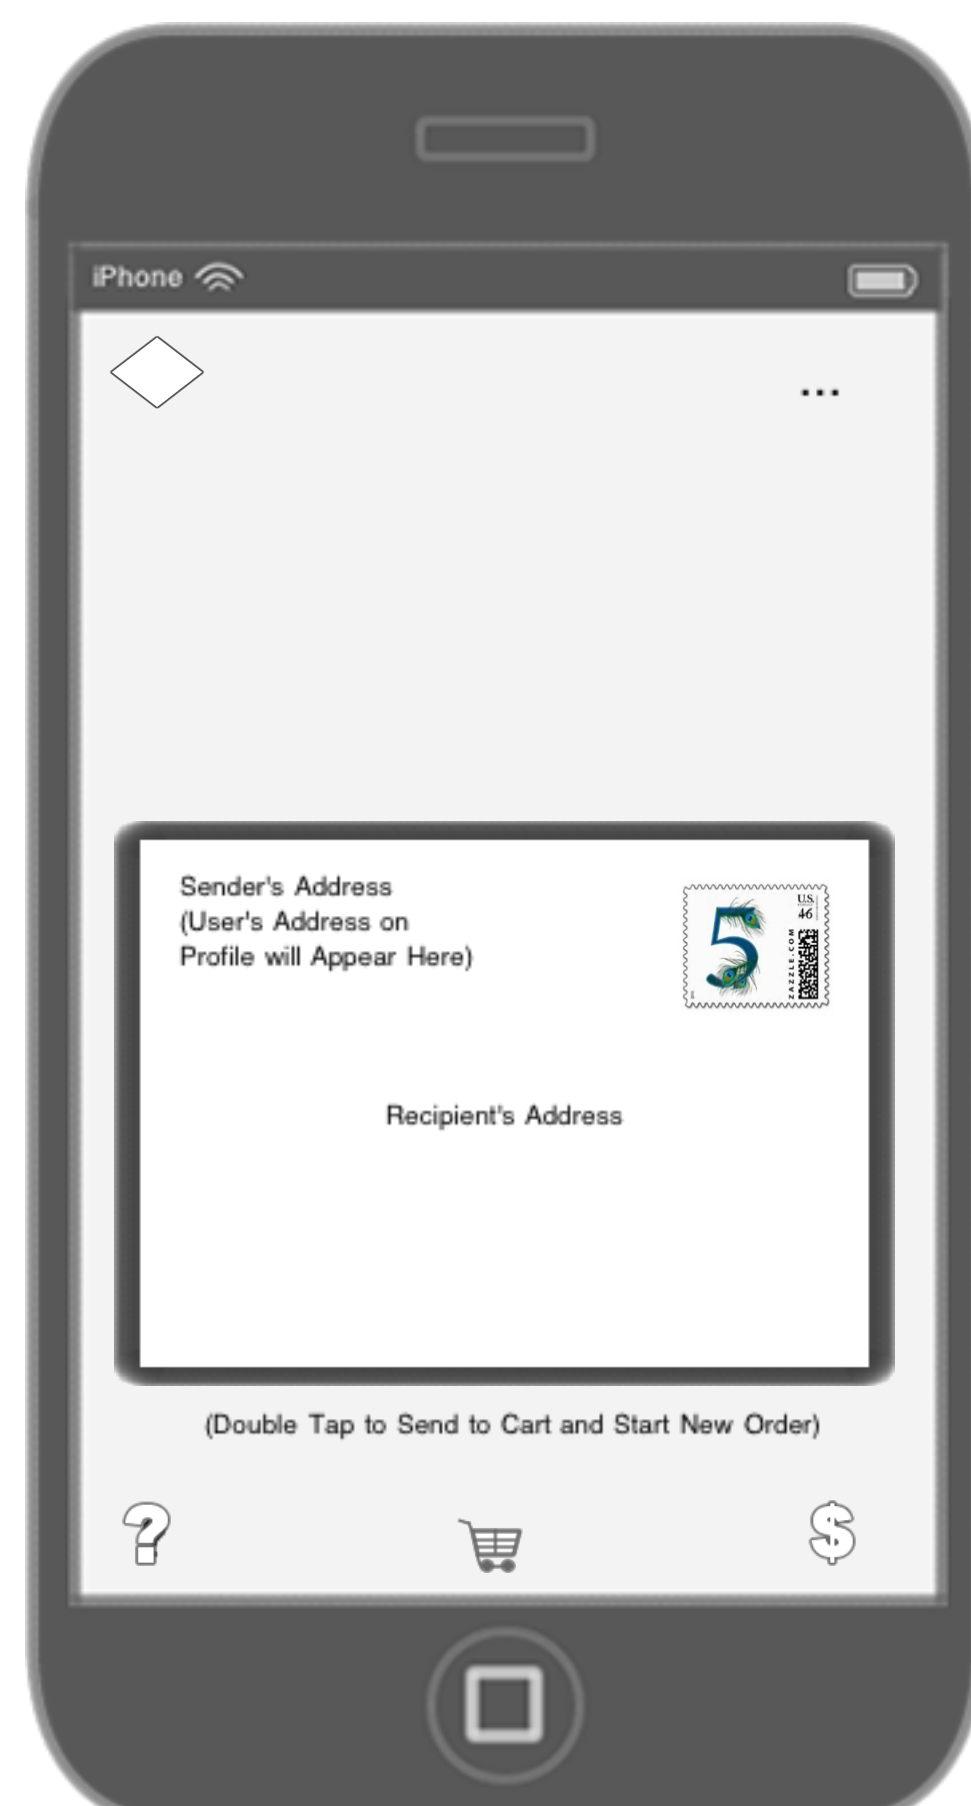 iPhone
...
Sender's Address
(User's Address on
Profile will Appear Here)
U.S.
46
5
ZAZZLE.COM
Recipient's Address
(Double Tap to Send to Cart and Start New Order)
?
$